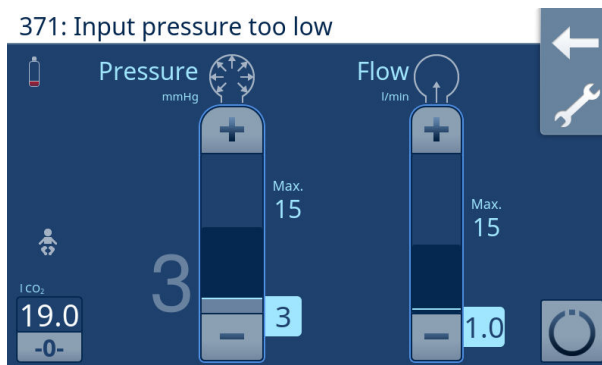 371: Input pressure too low
Pressure
mmHg
Flow
l/min
+
+
Max.
15
Max.
15
3
3
1.0
l CO₂
19.0
-0-
−
−